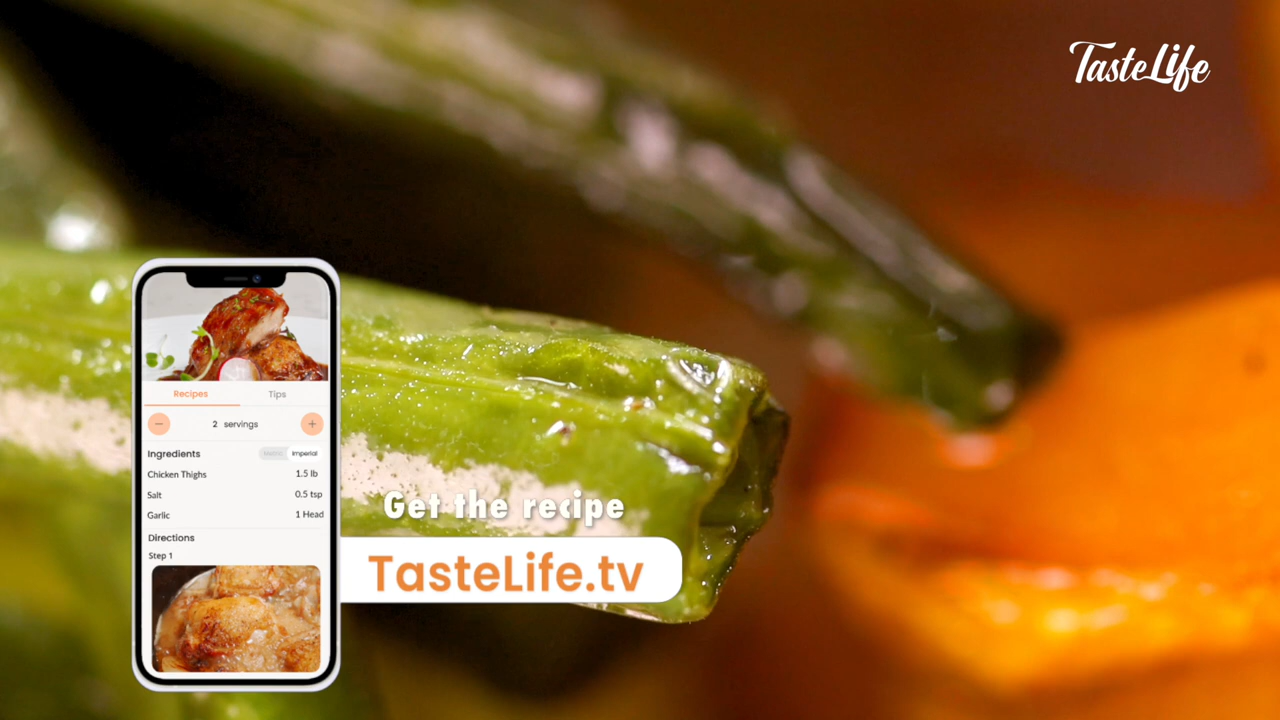 TasteLife
Recipes Tips
2 servings
Ingredients Metric Imperial
Chicken Thighs 1.5 lb
Salt 0.5 tsp
Garlic 1 Head
Directions
Step 1
Get the recipe
TasteLife.tv